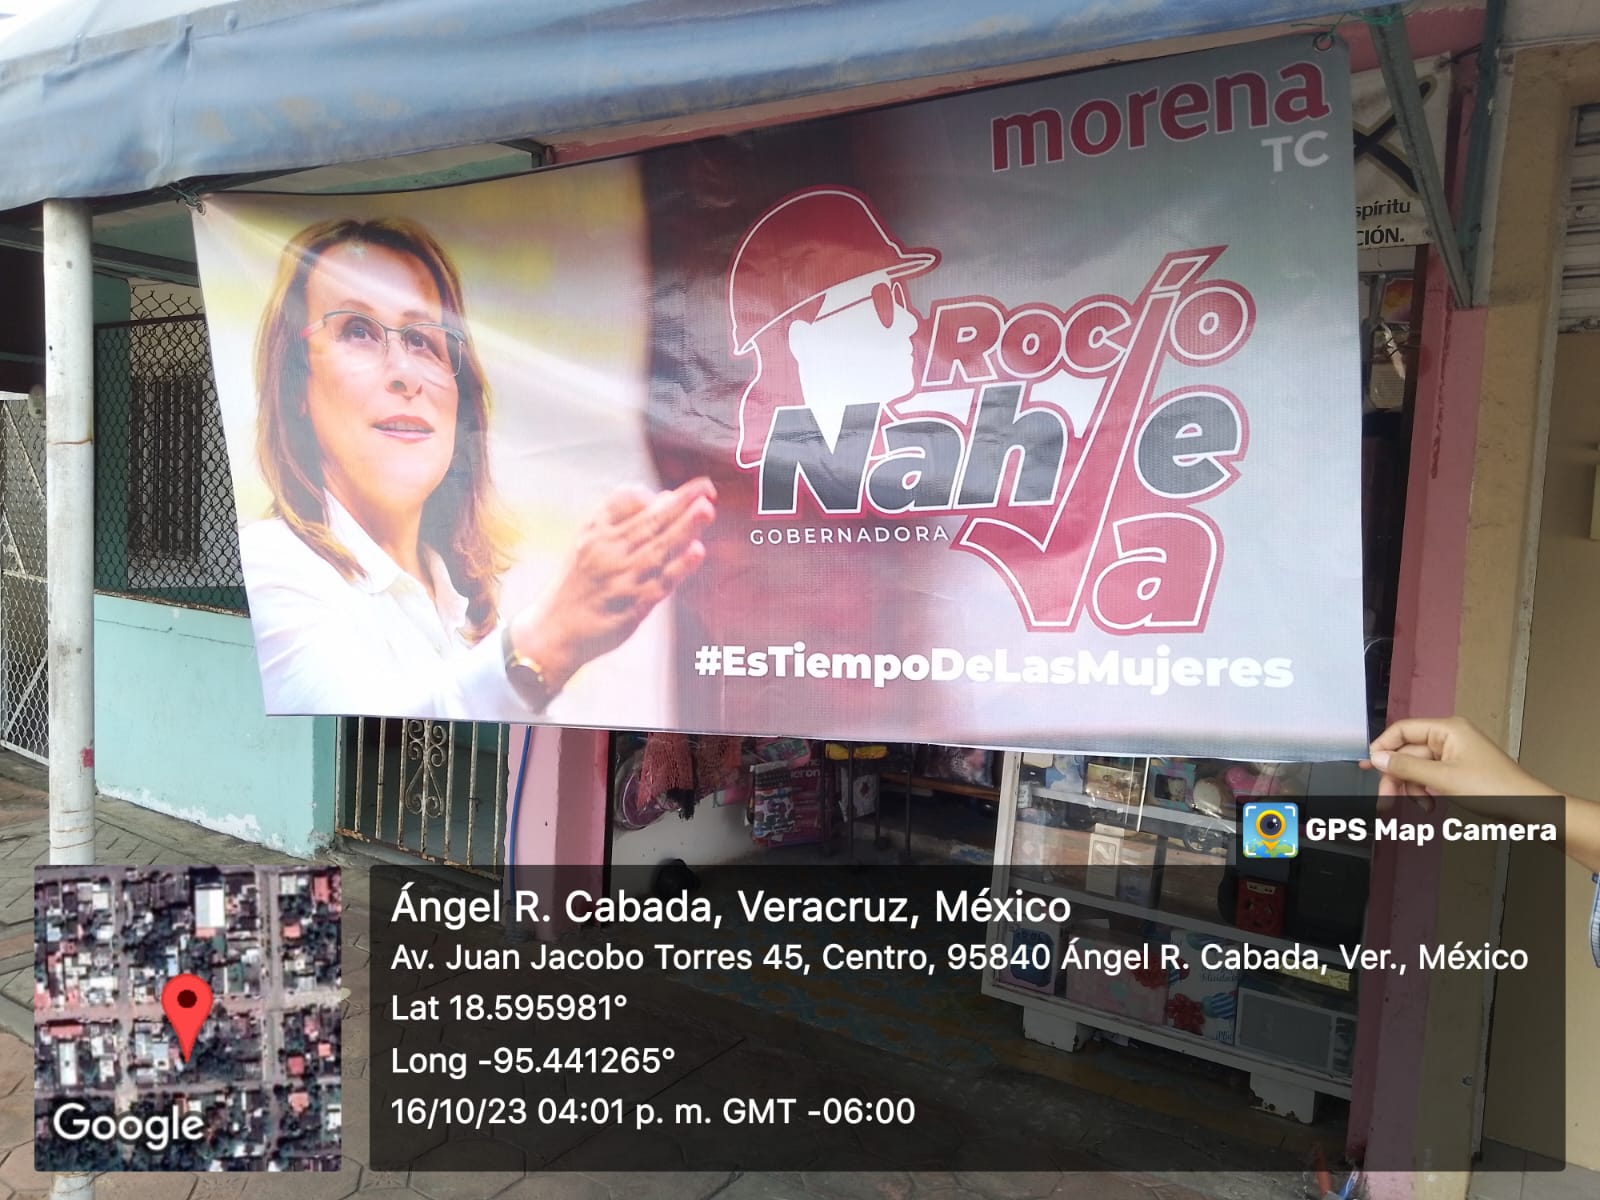 morena
TC
spíritu
CIÓN.
Rocío
Nahle
a
GOBERNADORA
#EsTiempoDeLasMujeres
GPS Map Camera
Ángel R. Cabada, Veracruz, México
Av. Juan Jacobo Torres 45, Centro, 95840 Ángel R. Cabada, Ver., México
Lat 18.595981°
Long -95.441265°
16/10/23 04:01 p. m. GMT -06:00
Google